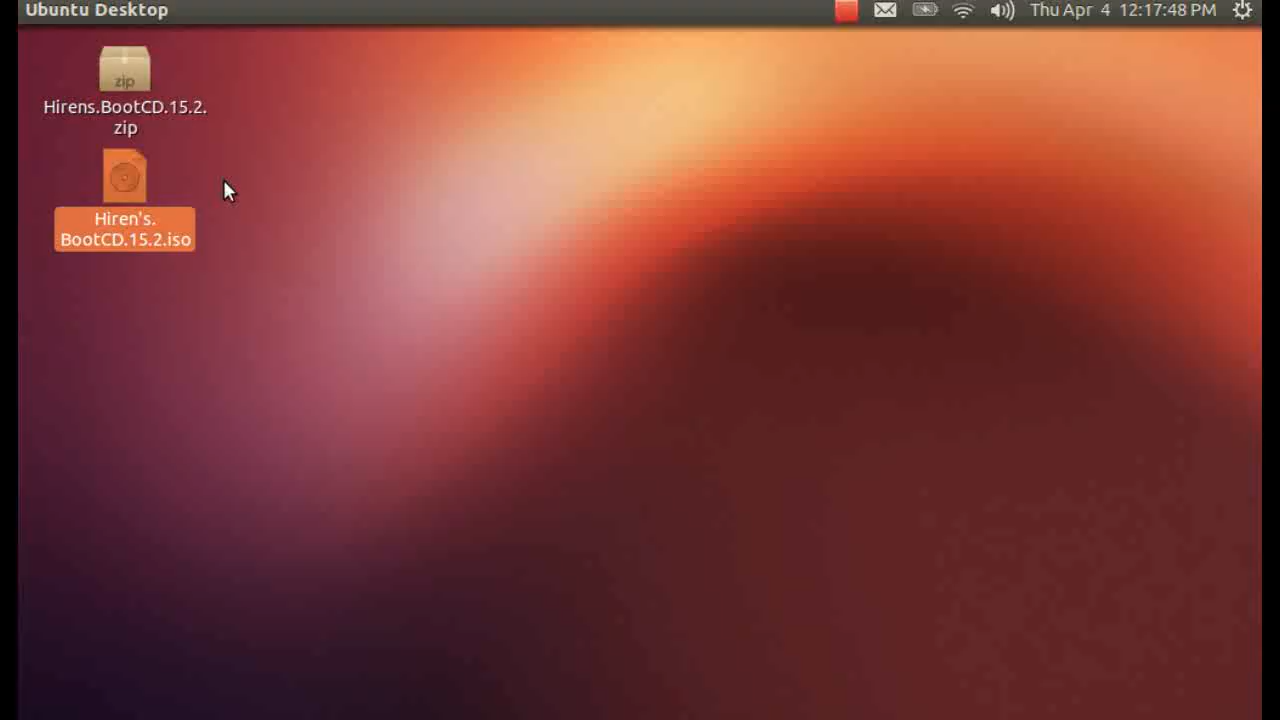 Ubuntu Desktop
Thu Apr 4 12:17:48 PM
zip
Hirens.BootCD.15.2.
zip
Hiren's.
BootCD.15.2.iso